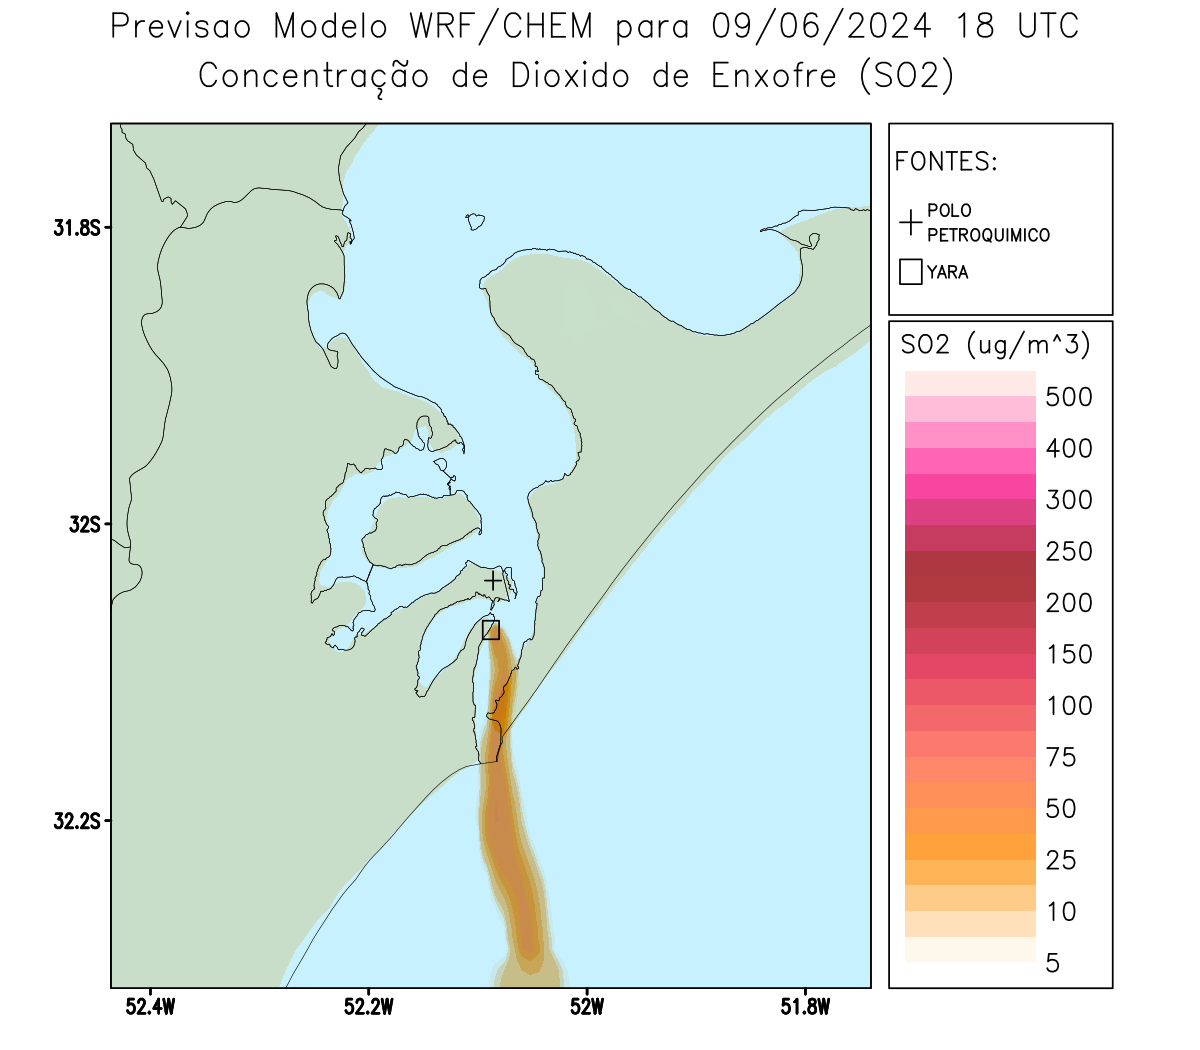 Previsao Modelo WRF/CHEM para 09/06/2024 18 UTC
Concentração de Dioxido de Enxofre (SO2)
FONTES:
POLO
PETROQUIMICO
YARA
31.8S
32S
32.2S
52.4W
52.2W
52W
51.8W
SO2 (ug/m^3)
500
400
300
250
200
150
100
75
50
25
10
5